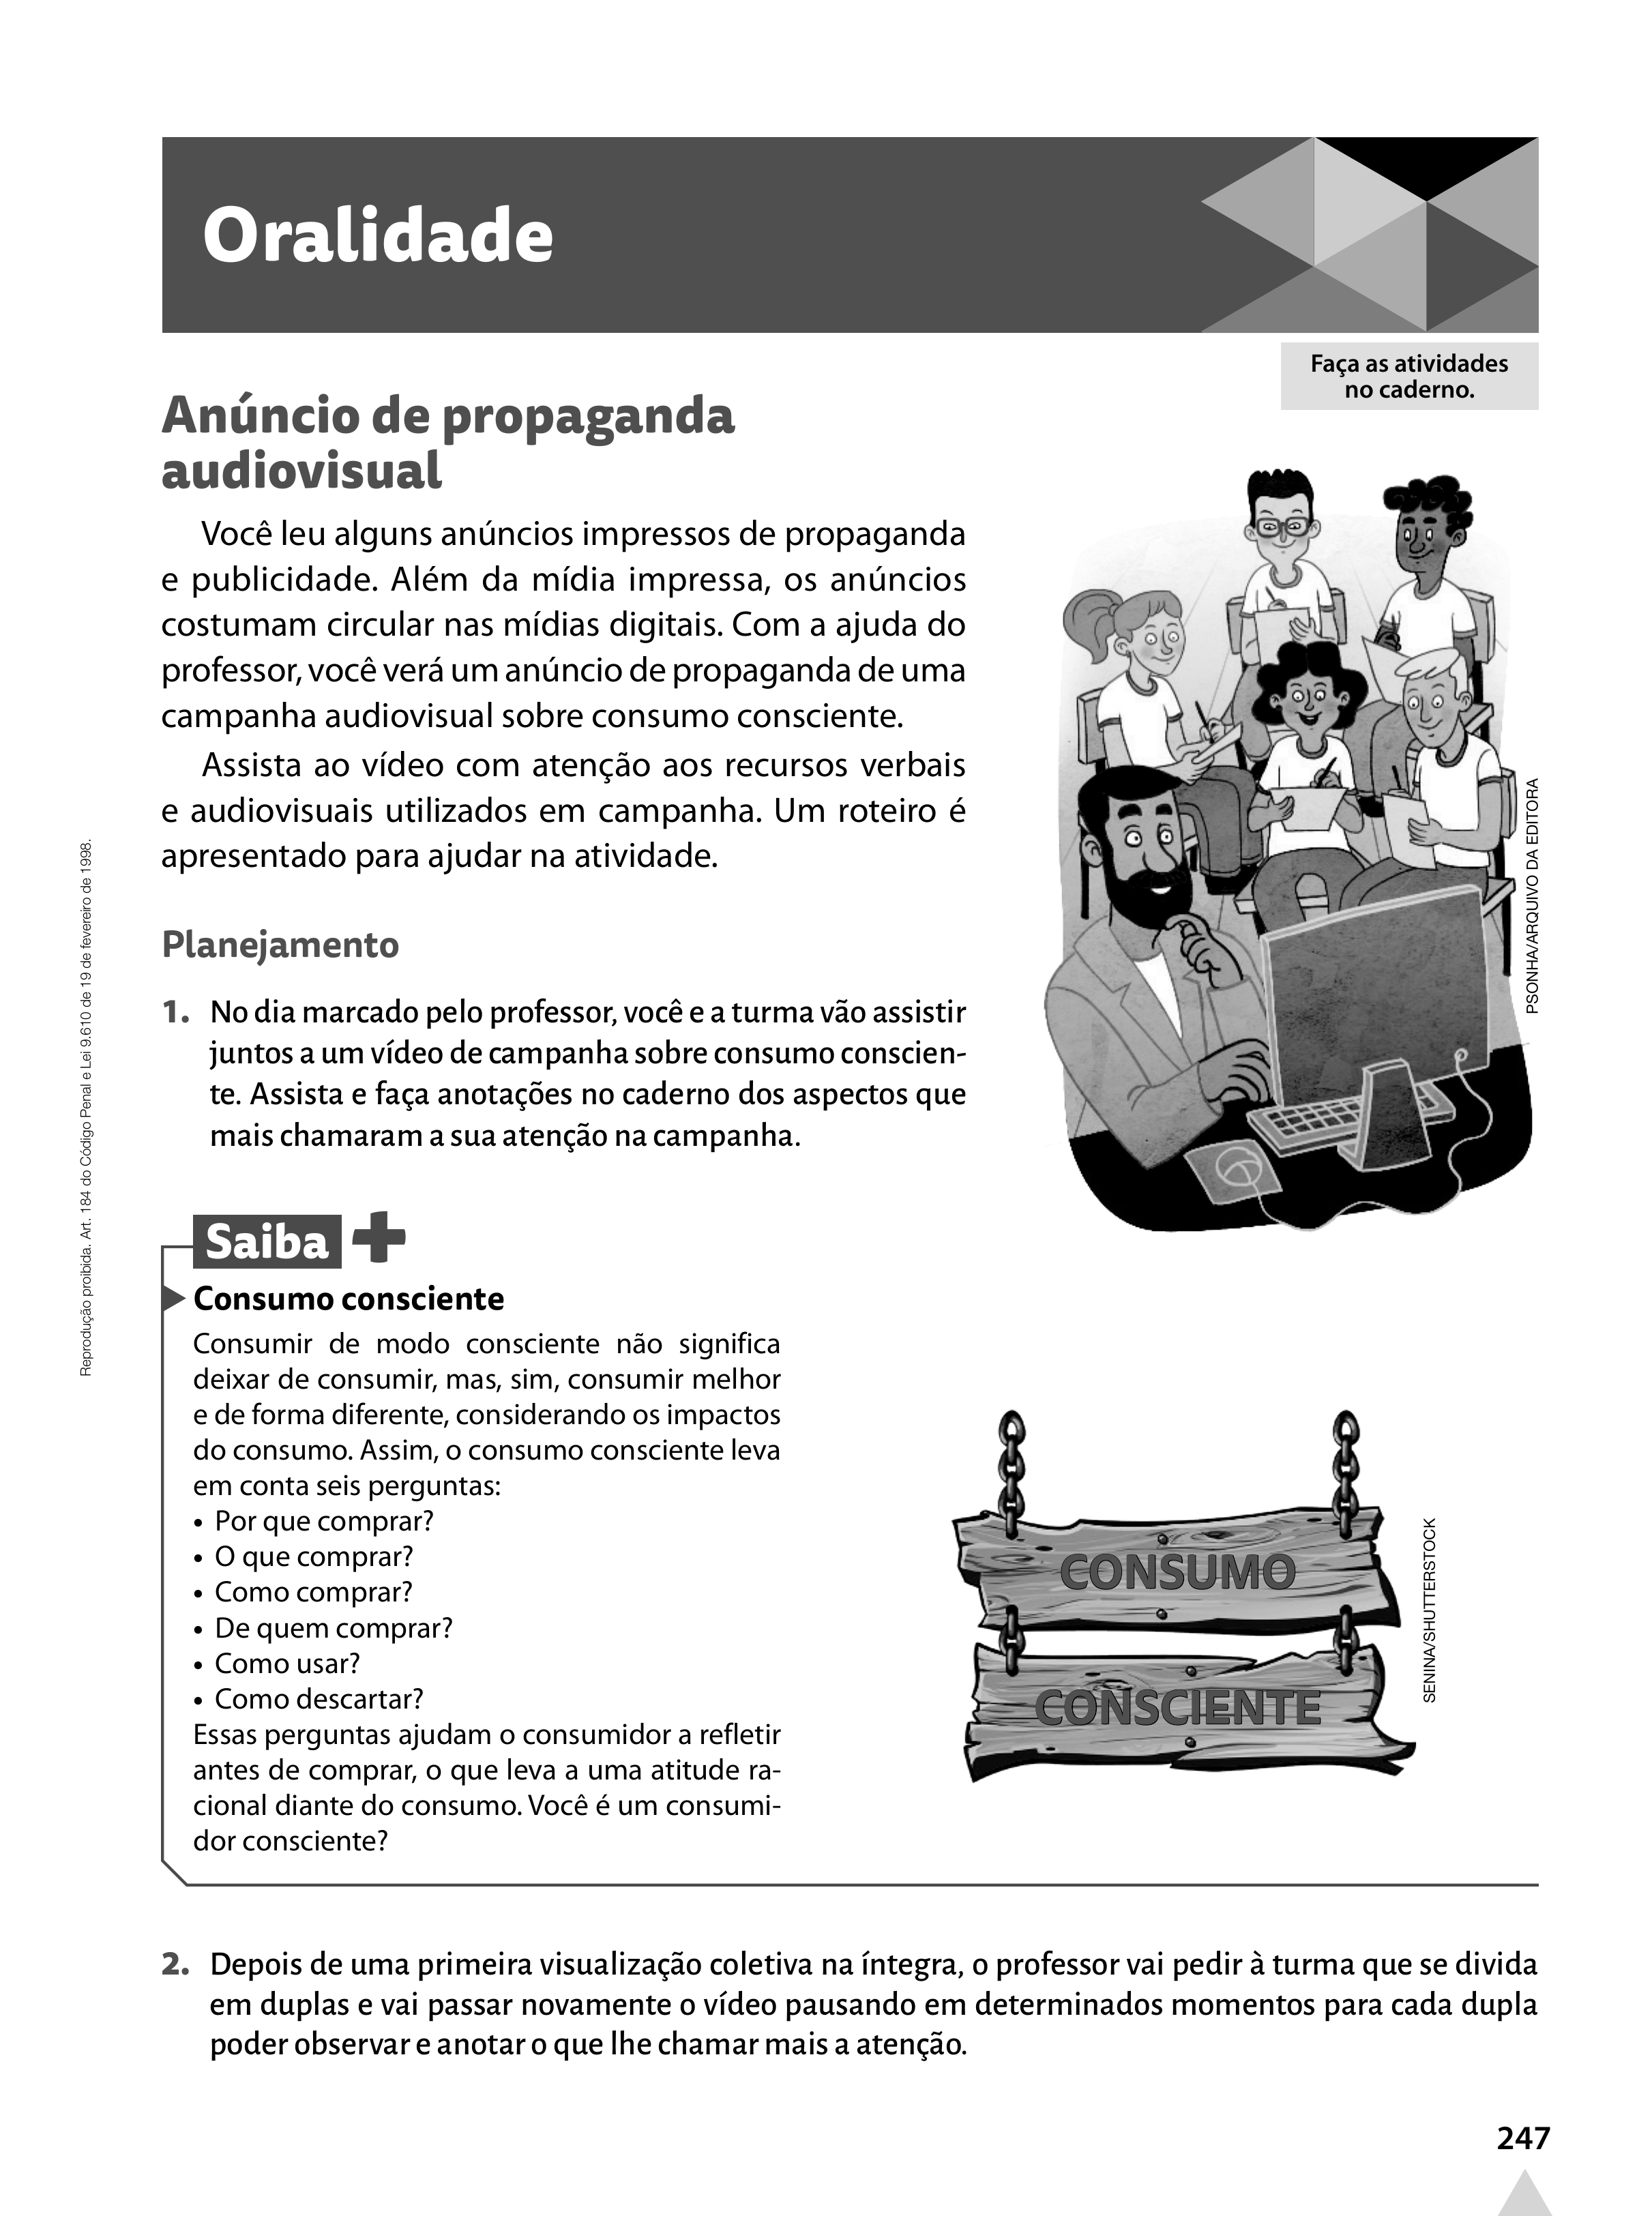 Oralidade
Faça as atividades
no caderno.
Anúncio de propaganda
audiovisual
Você leu alguns anúncios impressos de propaganda
e publicidade. Além da mídia impressa, os anúncios
costumam circular nas mídias digitais. Com a ajuda do
professor, você verá um anúncio de propaganda de uma
campanha audiovisual sobre consumo consciente.
Assista ao vídeo com atenção aos recursos verbais
e audiovisuais utilizados em campanha. Um roteiro é
apresentado para ajudar na atividade.
PSONHA/ARQUIVO DA EDITORA
Planejamento
1. No dia marcado pelo professor, você e a turma vão assistir
juntos a um vídeo de campanha sobre consumo conscien-
te. Assista e faça anotações no caderno dos aspectos que
mais chamaram a sua atenção na campanha.
Saiba +
Consumo consciente
Consumir de modo consciente não significa
deixar de consumir, mas, sim, consumir melhor
e de forma diferente, considerando os impactos
do consumo. Assim, o consumo consciente leva
em conta seis perguntas:
• Por que comprar?
• O que comprar?
• Como comprar?
• De quem comprar?
• Como usar?
• Como descartar?
Essas perguntas ajudam o consumidor a refletir
antes de comprar, o que leva a uma atitude ra-
cional diante do consumo. Você é um consumi-
dor consciente?
CONSUMO
CONSCIENTE
SENINA/SHUTTERSTOCK
2. Depois de uma primeira visualização coletiva na íntegra, o professor vai pedir à turma que se divida
em duplas e vai passar novamente o vídeo pausando em determinados momentos para cada dupla
poder observar e anotar o que lhe chamar mais a atenção.
Reprodução proibida. Art. 184 do Código Penal e Lei 9.610 de 19 de fevereiro de 1998.
247